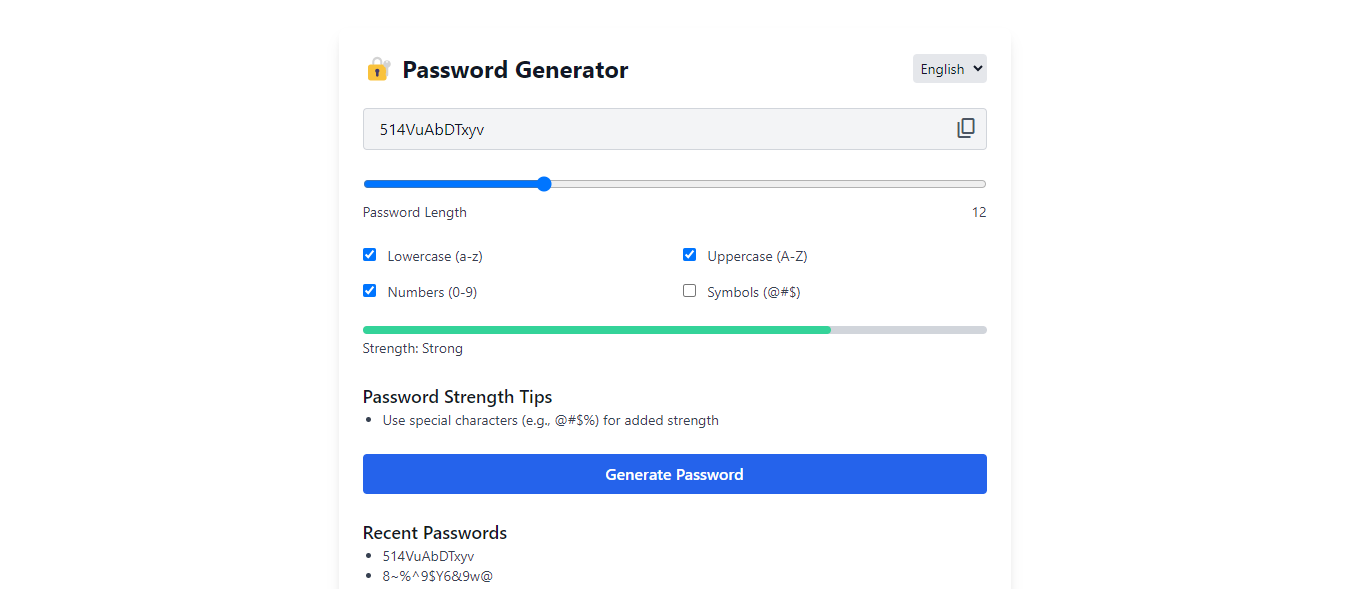 Password Generator
English
514VuAbDTxyv
Password Length
12
Lowercase (a-z)
Uppercase (A-Z)
Numbers (0-9)
Symbols (@#$)
Strength: Strong
Password Strength Tips
Use special characters (e.g., @#$%) for added strength
Generate Password
Recent Passwords
514VuAbDTxyv
8~%^9$Y6&9w@